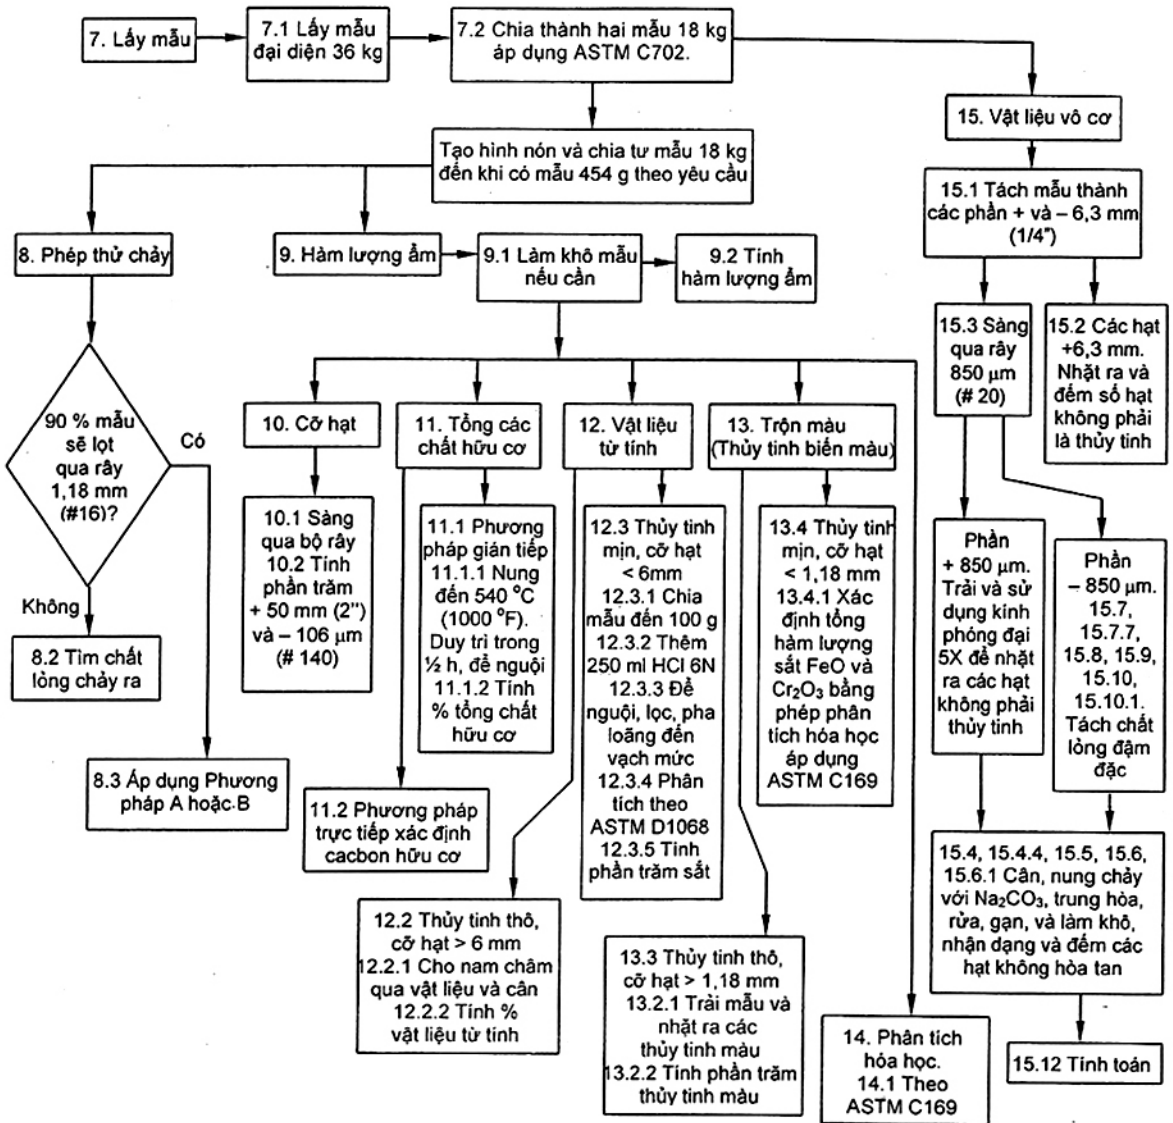 7. Lấy mẫu
7.1 Lấy mẫu
đại diện 36 kg
7.2 Chia thành hai mẫu 18 kg
áp dụng ASTM C702.
15. Vật liệu vô cơ
Tạo hình nón và chia tư mẫu 18 kg
đến khi có mẫu 454 g theo yêu cầu
15.1 Tách mẫu thành
các phần + và – 6,3 mm
(1/4”)
8. Phép thử chảy
9. Hàm lượng ẩm
9.1 Làm khô mẫu
nếu cần
9.2 Tính
hàm lượng ẩm
15.3 Sàng
qua rây
850 µm
(# 20)
15.2 Các hạt
+6,3 mm.
Nhặt ra và
đếm số hạt
không phải
là thủy tinh
90 % mẫu
sẽ lọt
qua rây
1,18 mm
(#16)?
Có
Không
10. Cỡ hạt
11. Tổng các
chất hữu cơ
12. Vật liệu
từ tính
13. Trộn màu
(Thủy tinh biến màu)
10.1 Sàng
qua bộ rây
10.2 Tính
phần trăm
+ 50 mm (2”)
và – 106 µm
(# 140)
11.1 Phương
pháp gián tiếp
11.1.1 Nung
đến 540 °C
(1000 °F).
Duy trì trong
½ h, để nguội
11.1.2 Tính
% tổng chất
hữu cơ
12.3 Thủy tinh
mịn, cỡ hạt
< 6mm
12.3.1 Chia
mẫu đến 100 g
12.3.2 Thêm
250 ml HCl 6N
12.3.3 Để
nguội, lọc, pha
loãng đến
vạch mức
12.3.4 Phân
tích theo
ASTM D1068
12.3.5 Tính
phần trăm sắt
13.4 Thủy tinh
mịn, cỡ hạt
< 1,18 mm
13.4.1 Xác
định tổng
hàm lượng
sắt FeO và
Cr₂O₃ bằng
phép phân
tích hóa học
áp dụng
ASTM C169
Phần
+ 850 µm.
Trải và sử
dụng kính
phóng đại
5X để nhặt
ra các hạt
không phải
thủy tinh
Phần
– 850 µm.
15.7,
15.7.7,
15.8, 15.9,
15.10,
15.10.1.
Tách chất
lỏng đậm
đặc
8.2 Tìm chất
lỏng chảy ra
8.3 Áp dụng Phương
pháp A hoặc B
11.2 Phương pháp
trực tiếp xác định
cacbon hữu cơ
15.4, 15.4.4, 15.5, 15.6,
15.6.1 Cân, nung chảy
với Na₂CO₃, trung hòa,
rửa, gạn, và làm khô,
nhận dạng và đếm các
hạt không hòa tan
12.2 Thủy tinh thô,
cỡ hạt > 6 mm
12.2.1 Cho nam châm
qua vật liệu và cân
12.2.2 Tính %
vật liệu từ tính
13.3 Thủy tinh thô,
cỡ hạt > 1,18 mm
13.2.1 Trải mẫu và
nhặt ra các
thủy tinh màu
13.2.2 Tính phần trăm
thủy tinh màu
14. Phân tích
hóa học.
14.1 Theo
ASTM C169
15.12 Tính toán